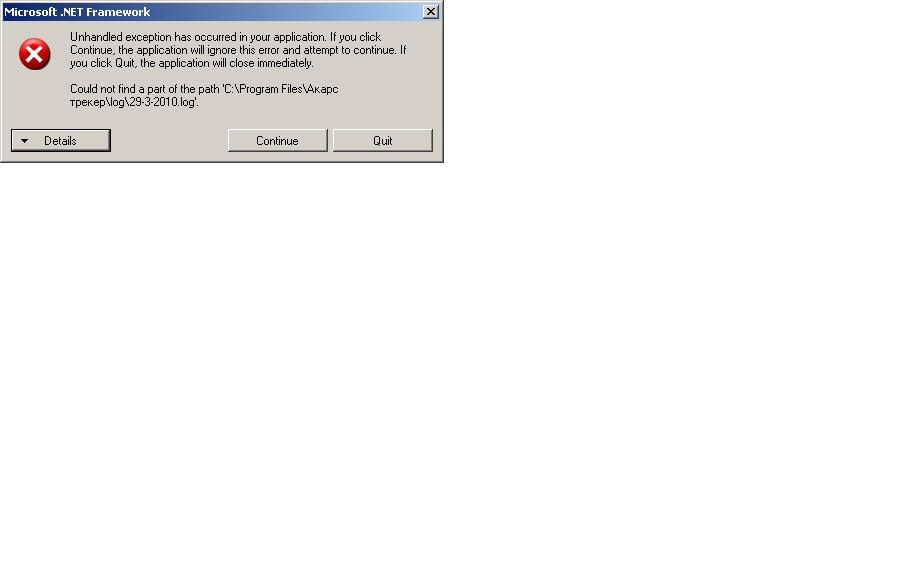 Microsoft .NET Framework
Unhandled exception has occurred in your application. If you click
Continue, the application will ignore this error and attempt to continue. If
you click Quit, the application will close immediately.
Could not find a part of the path 'C:\Program Files\Акарс
трекер\log\29-3-2010.log'.
Details
Continue
Quit